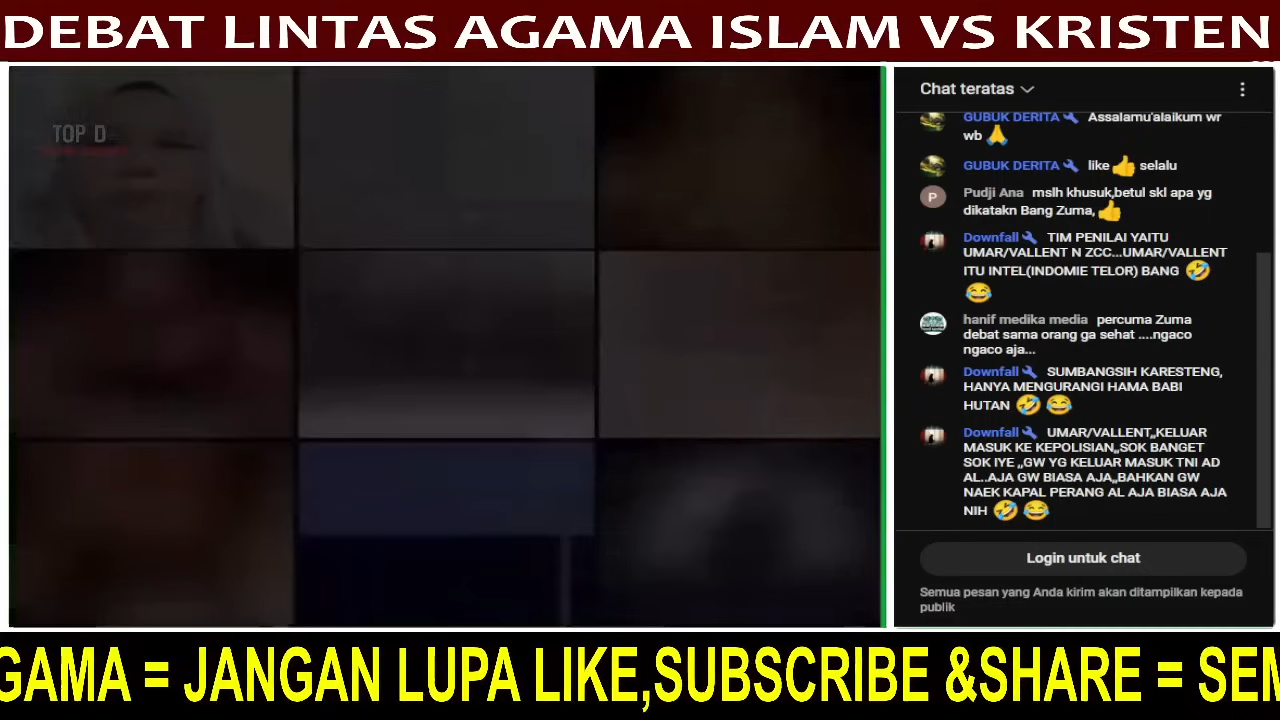 DEBAT LINTAS AGAMA ISLAM VS KRISTEN
TOP D
Chat teratas
GUBUK DERITA Assalamu'alaikum wr
wb
GUBUK DERITA like selalu
P
Pudji Ana mslh khusuk,betul skl apa yg
dikatakn Bang Zuma,
Downfall TIM PENILAI YAITU
UMAR/VALLENT N ZCC...UMAR/VALLENT
ITU INTEL(INDOMIE TELOR) BANG
hanif medika media percuma Zuma
debat sama orang ga sehat ....ngaco
ngaco aja...
Downfall SUMBANGSIH KARESTENG,
HANYA MENGURANGI HAMA BABI
HUTAN
Downfall UMAR/VALLENT,,KELUAR
MASUK KE KEPOLISIAN,,SOK BANGET
SOK IYE ,,GW YG KELUAR MASUK TNI AD
AL..AJA GW BIASA AJA,,BAHKAN GW
NAEK KAPAL PERANG AL AJA BIASA AJA
NIH
Login untuk chat
Semua pesan yang Anda kirim akan ditampilkan kepada
publik
GAMA = JANGAN LUPA LIKE,SUBSCRIBE &SHARE = SEM